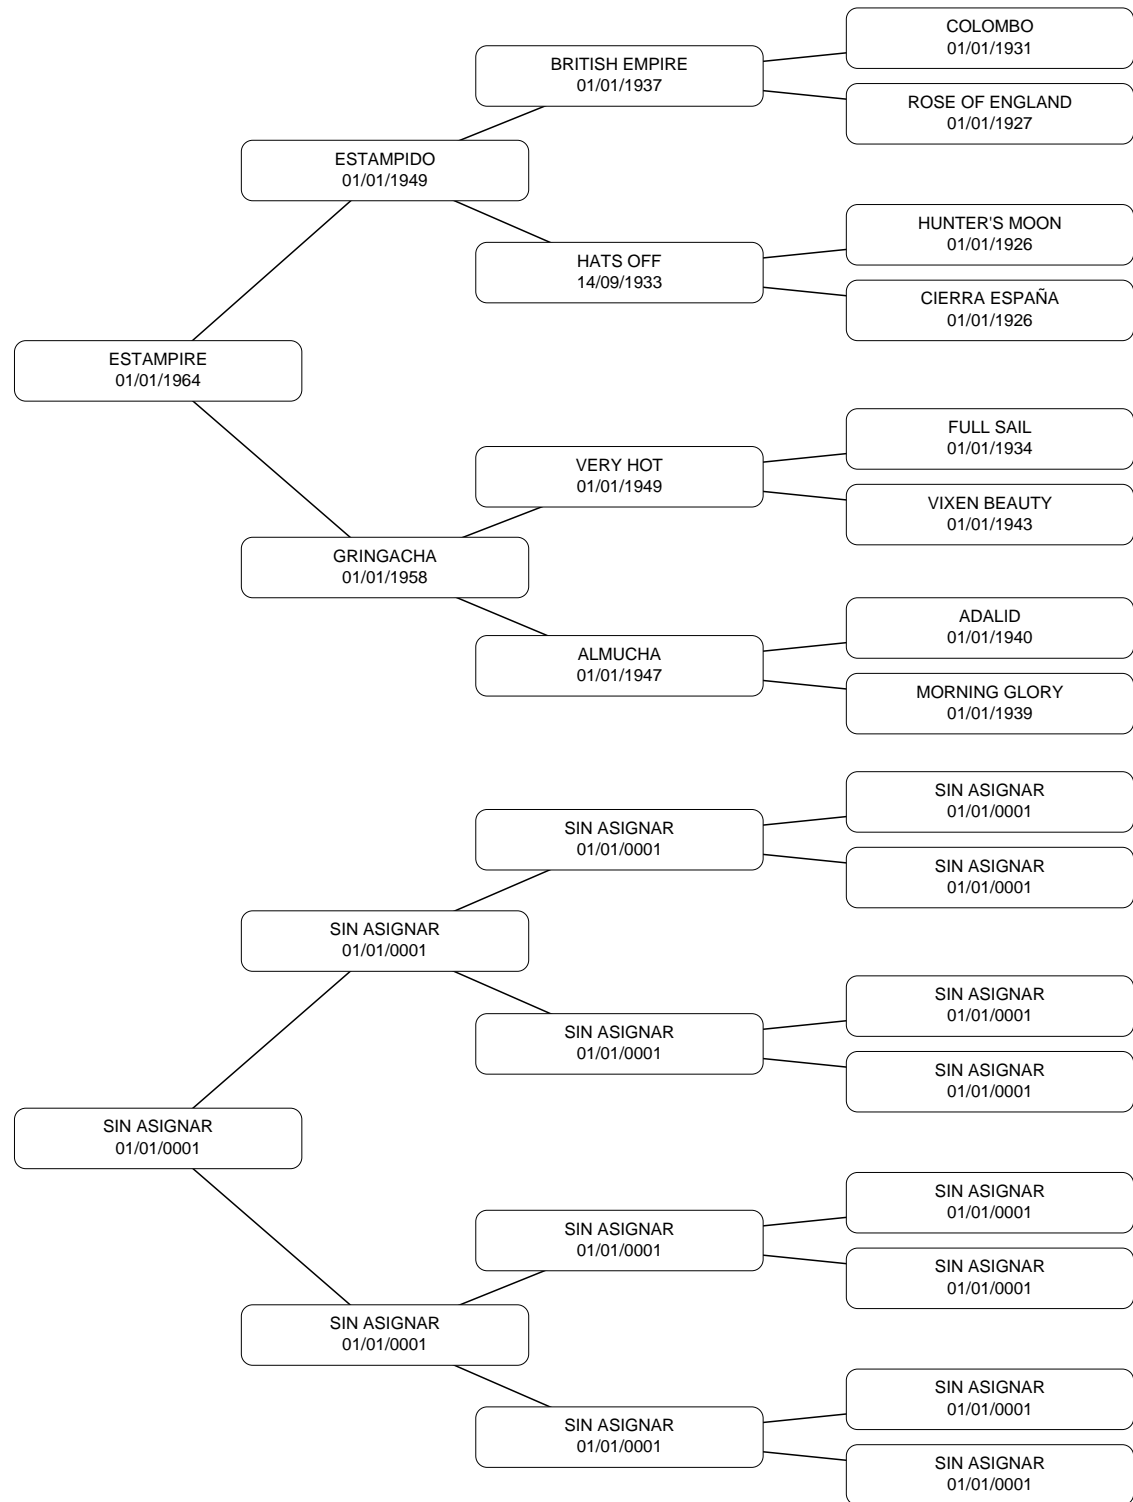 COLOMBO
01/01/1931
BRITISH EMPIRE
01/01/1937
ROSE OF ENGLAND
01/01/1927
ESTAMPIDO
01/01/1949
HUNTER'S MOON
01/01/1926
HATS OFF
14/09/1933
CIERRA ESPAÑA
01/01/1926
ESTAMPIRE
01/01/1964
FULL SAIL
01/01/1934
VERY HOT
01/01/1949
VIXEN BEAUTY
01/01/1943
GRINGACHA
01/01/1958
ADALID
01/01/1940
ALMUCHA
01/01/1947
MORNING GLORY
01/01/1939
SIN ASIGNAR
01/01/0001
SIN ASIGNAR
01/01/0001
SIN ASIGNAR
01/01/0001
SIN ASIGNAR
01/01/0001
SIN ASIGNAR
01/01/0001
SIN ASIGNAR
01/01/0001
SIN ASIGNAR
01/01/0001
SIN ASIGNAR
01/01/0001
SIN ASIGNAR
01/01/0001
SIN ASIGNAR
01/01/0001
SIN ASIGNAR
01/01/0001
SIN ASIGNAR
01/01/0001
SIN ASIGNAR
01/01/0001
SIN ASIGNAR
01/01/0001
SIN ASIGNAR
01/01/0001